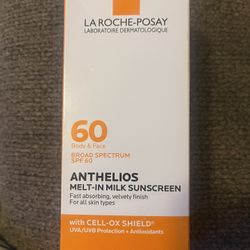 LA ROCHE-POSAY
LABORATOIRE DERMATOLOGIQUE
60
Body & Face
BROAD SPECTRUM
SPF 60
ANTHELIOS
MELT-IN MILK SUNSCREEN
Fast absorbing, velvety finish
For all skin types
with CELL-OX SHIELD®
UVA/UVB Protection + Antioxidants